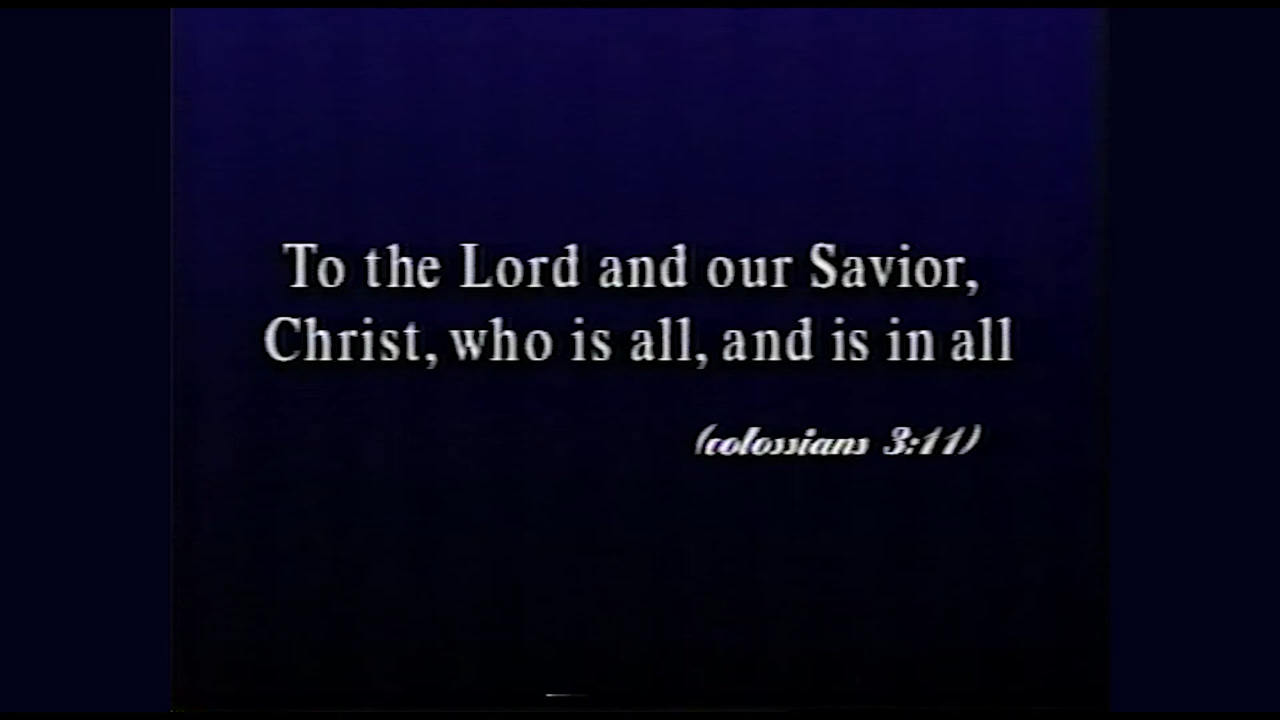 To the Lord and our Savior,
Christ, who is all, and is in all
(colossians 3:11)